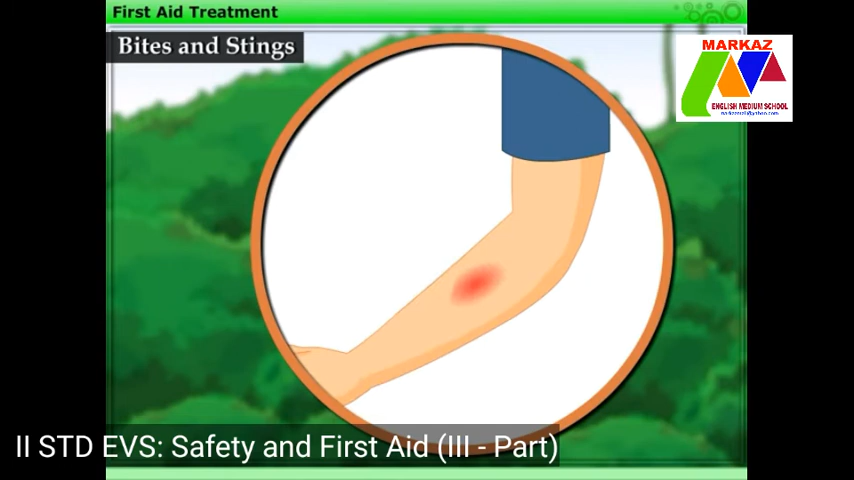 First Aid Treatment
Bites and Stings
MARKAZ
ENGLISH MEDIUM SCHOOL
II STD EVS: Safety and First Aid (III - Part)